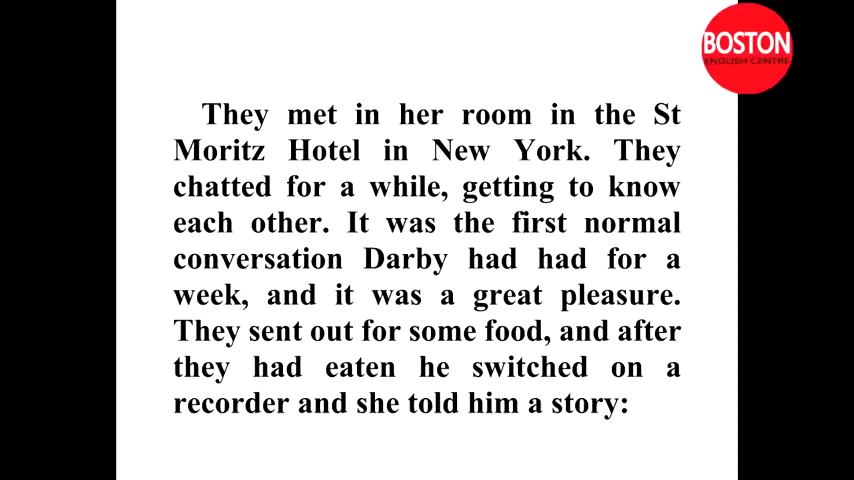 BOSTON
ENGLISH CENTRE
They met in her room in the St
Moritz Hotel in New York. They
chatted for a while, getting to know
each other. It was the first normal
conversation Darby had had for a
week, and it was a great pleasure.
They sent out for some food, and after
they had eaten he switched on a
recorder and she told him a story: